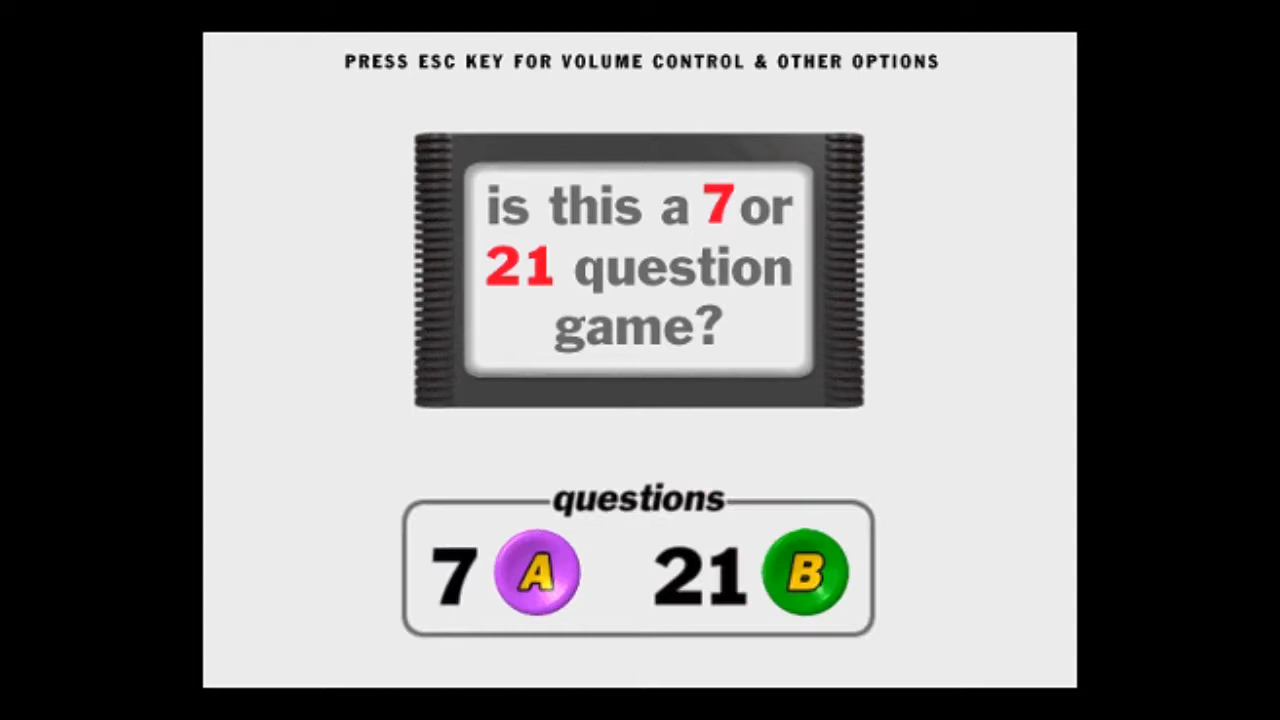 PRESS ESC KEY FOR VOLUME CONTROL & OTHER OPTIONS
is this a 7 or
21 question
game?
questions
7 A 21 B